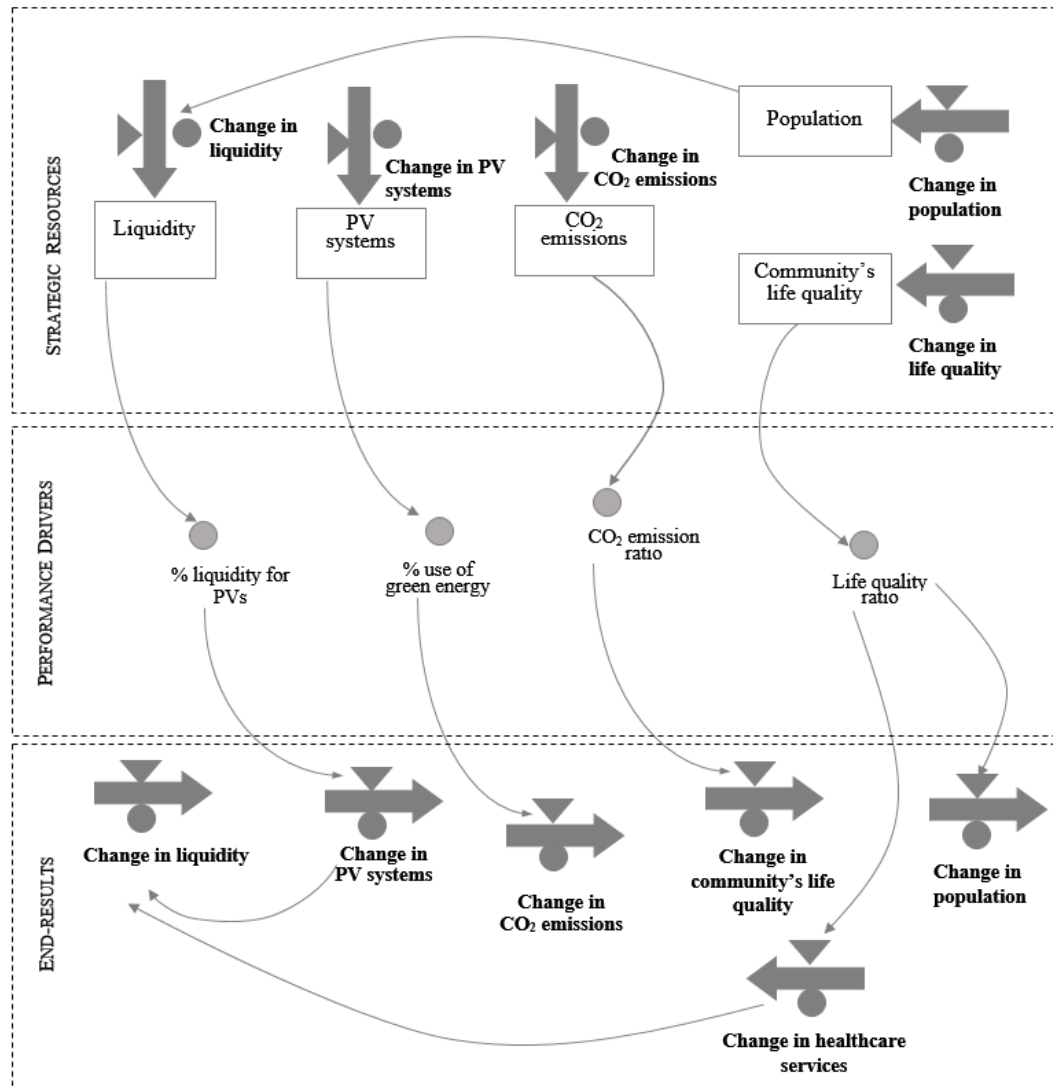 STRATEGIC RESOURCES
Change in
liquidity
Change in PV
systems
Change in
CO₂ emissions
Population
Change in
population
Liquidity
PV
systems
CO₂
emissions
Community's
life quality
Change in
life quality
PERFORMANCE DRIVERS
% liquidity for
PVs
% use of
green energy
CO₂ emission
ratio
Life quality
ratio
END-RESULTS
Change in liquidity
Change in
PV systems
Change in
CO₂ emissions
Change in
community's life
quality
Change in
population
Change in healthcare
services